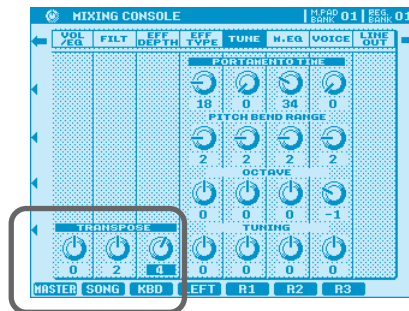 MIXING CONSOLE M.PAD BANK 01 REG. BANK 01
VOL /EQ FILT EFF DEPTH EFF TYPE TUNE M.EQ VOICE LINE OUT
PORTAMENTO TIME
18 0 34 0
PITCH BEND RANGE
2 2 2 2
OCTAVE
0 0 0 -1
TRANSPOSE TUNING
0 2 4 0 0 0 0
MASTER SONG KBD LEFT R1 R2 R3